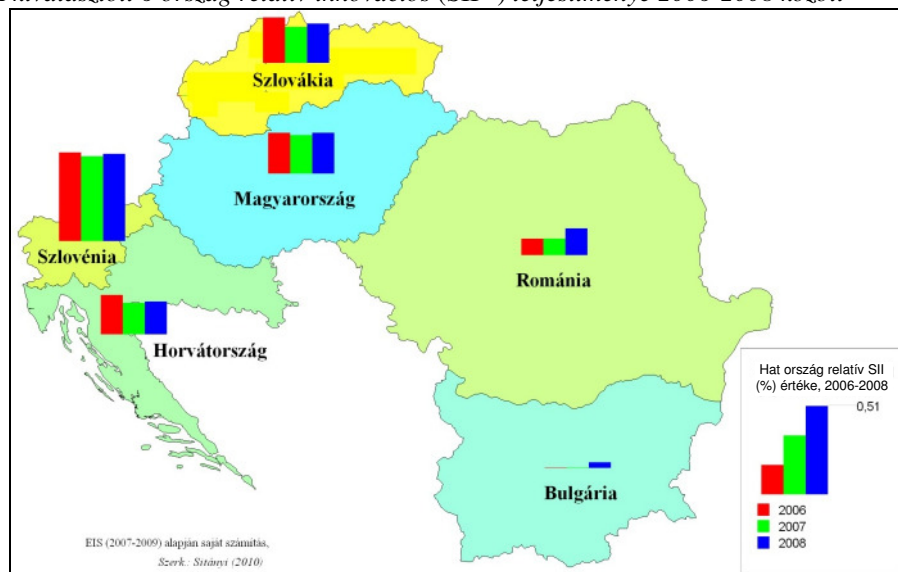 Szlovákia
Magyarország
Szlovénia
Románia
Horvátország
Bulgária
Hat ország relatív SII
(%) értéke, 2006-2008
0,51
2006
2007
2008
EIS (2007-2009) alapján saját számítás,
Szerk.: Sitányi (2010)